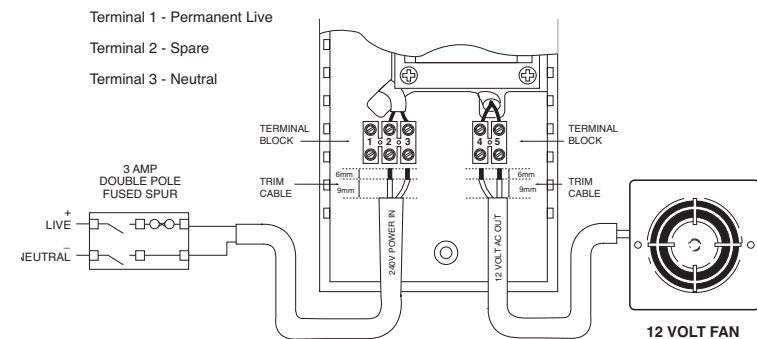 Terminal 1 - Permanent Live
Terminal 2 - Spare
Terminal 3 - Neutral
TERMINAL
BLOCK
1 2 3
4 5
TERMINAL
BLOCK
3 AMP
DOUBLE POLE
FUSED SPUR
TRIM
CABLE
6mm
9mm
6mm
9mm
TRIM
CABLE
+
LIVE
–
NEUTRAL
240V POWER IN
12 VOLT AC OUT
12 VOLT FAN